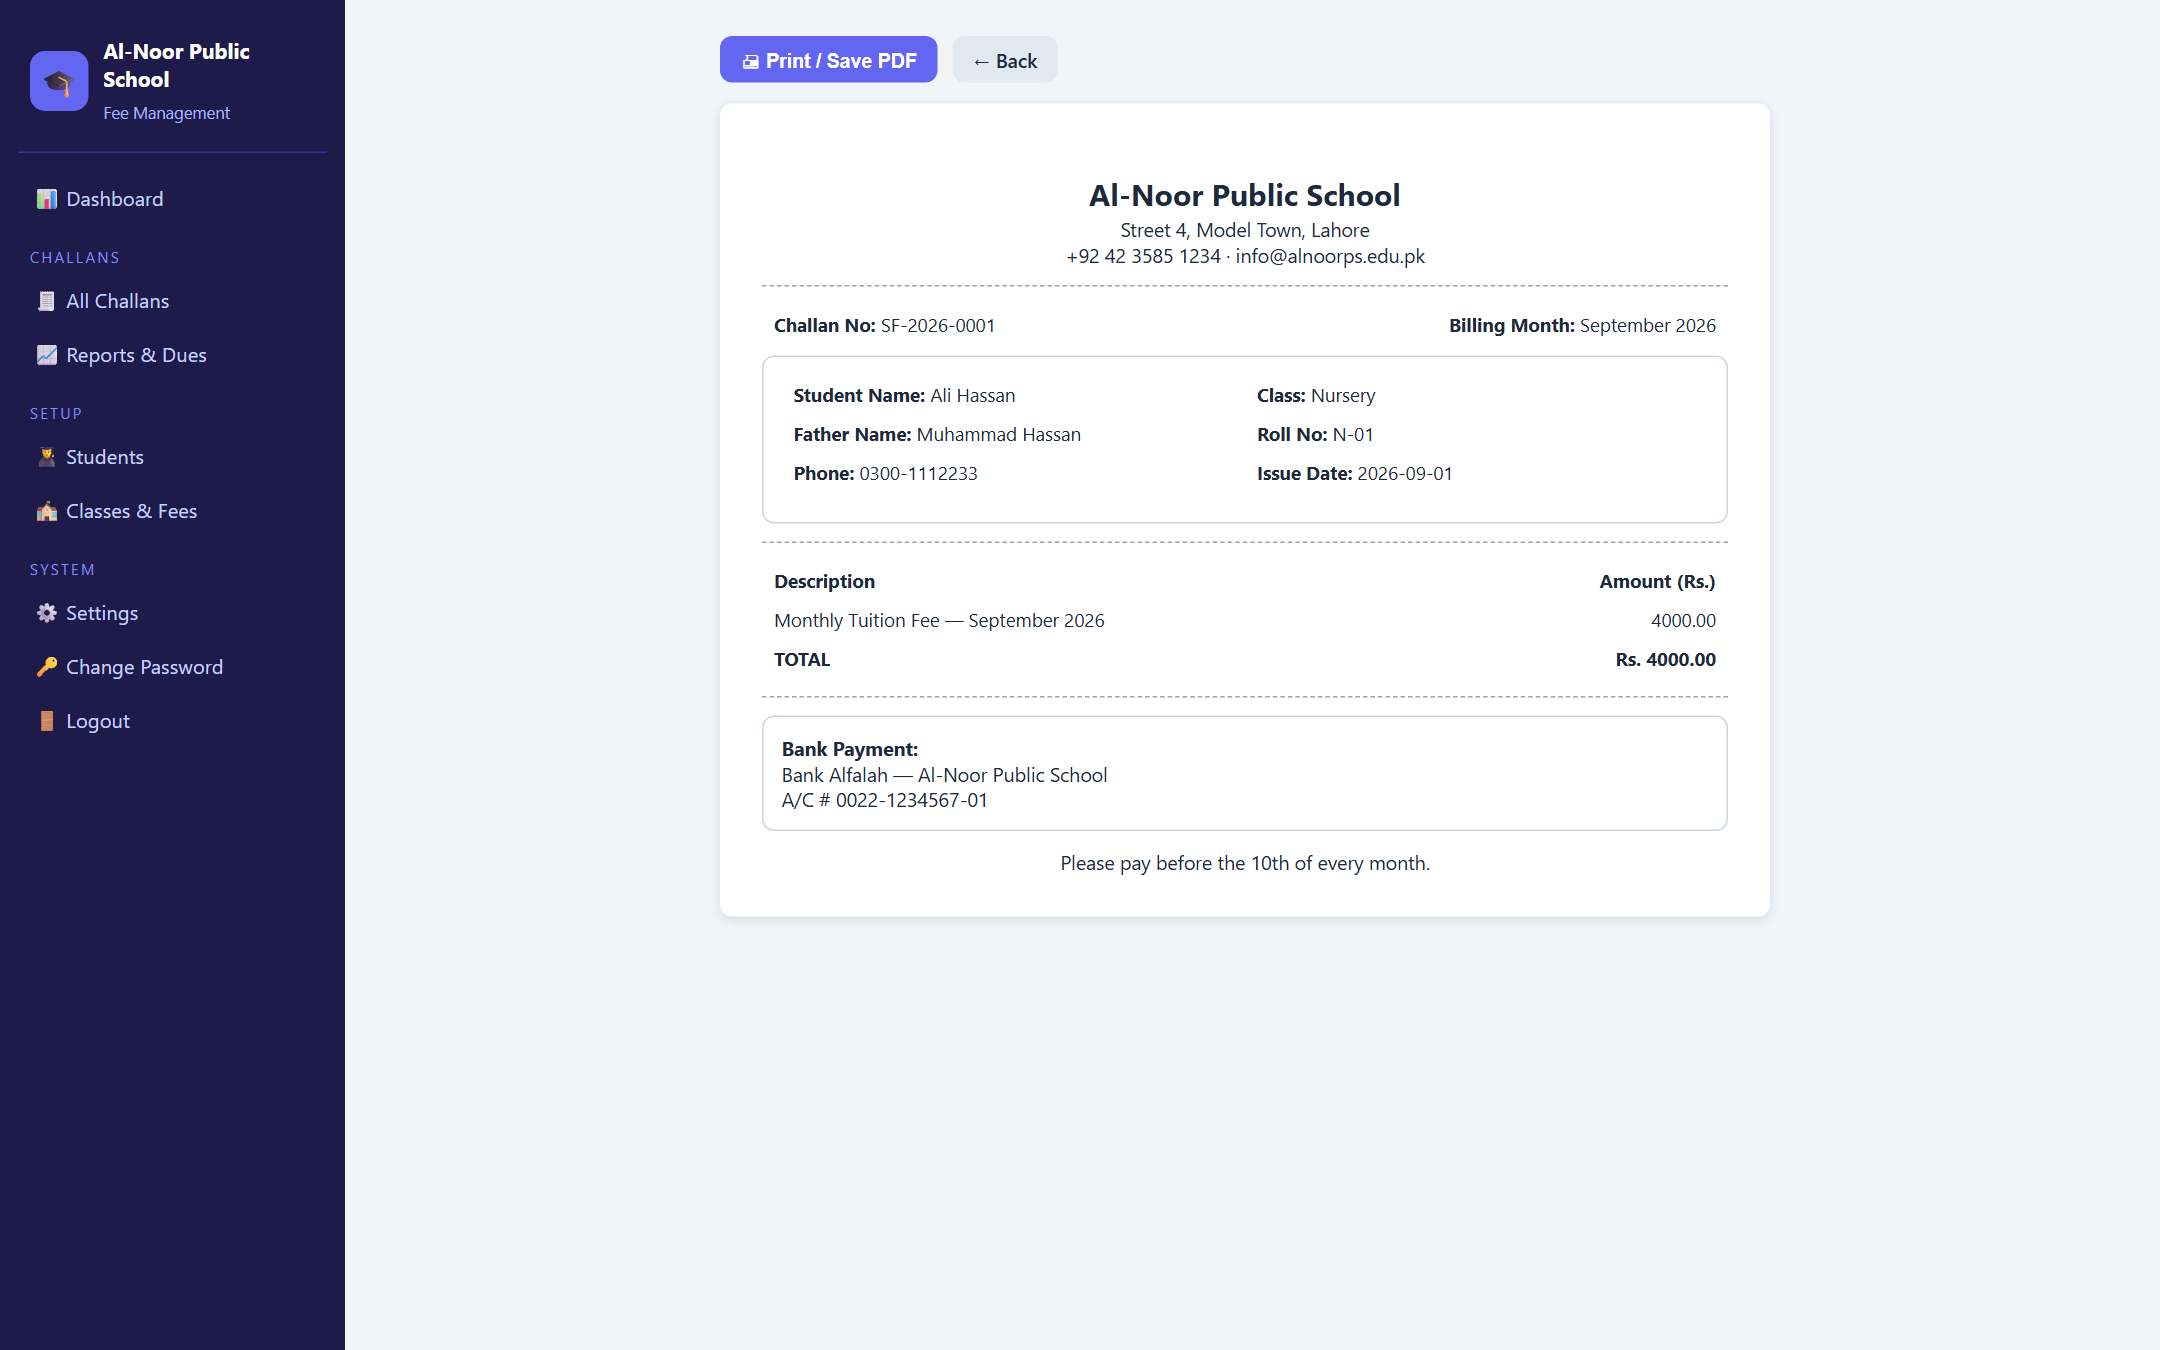 Al-Noor Public
School
Fee Management
Dashboard
CHALLANS
All Challans
Reports & Dues
SETUP
Students
Classes & Fees
SYSTEM
Settings
Change Password
Logout
Print / Save PDF
← Back
Al-Noor Public School
Street 4, Model Town, Lahore
+92 42 3585 1234 · info@alnoorps.edu.pk
Challan No: SF-2026-0001 Billing Month: September 2026
Student Name: Ali Hassan Class: Nursery
Father Name: Muhammad Hassan Roll No: N-01
Phone: 0300-1112233 Issue Date: 2026-09-01
Description Amount (Rs.)
Monthly Tuition Fee — September 2026 4000.00
TOTAL Rs. 4000.00
Bank Payment:
Bank Alfalah — Al-Noor Public School
A/C # 0022-1234567-01
Please pay before the 10th of every month.